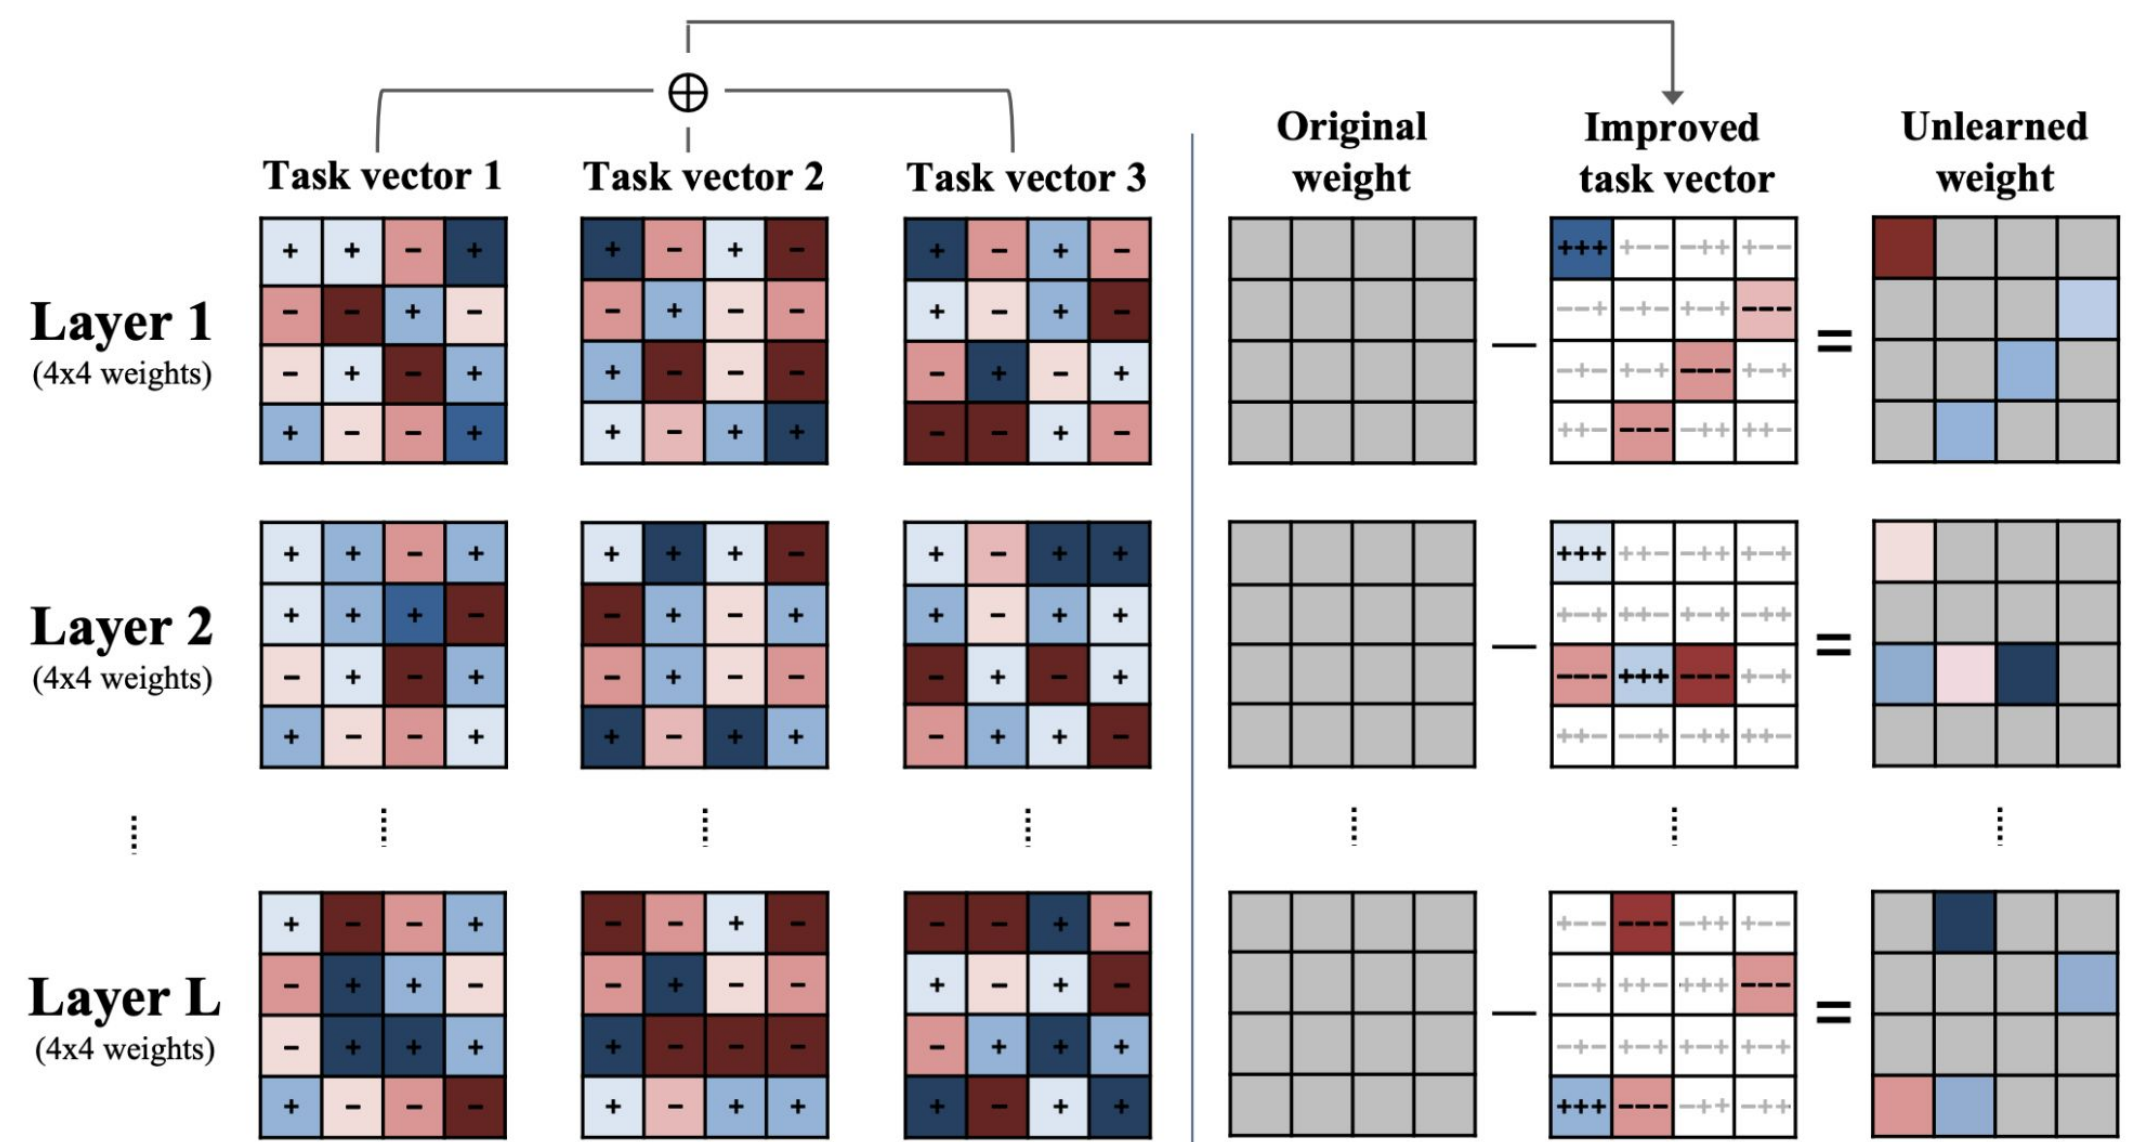 Original weight
Improved task vector
Unlearned weight
Task vector 1 Task vector 2 Task vector 3
Layer 1
(4x4 weights)
+ + − + + − + − + − + − +++ +−− −++ +−−
− − + − − + − − + − + − −−+ −+− +−+ −−−
− + − + + − − − − + − + −+− +−+ −−− +−+
+ − − + + − + + − − + − ++− −−− −++ ++−
− =
Layer 2
(4x4 weights)
+ + − + + + + − + − + + +++ ++− −++ +−+
+ + + − − + − + + − + + +−+ ++− +−+ −++
− + − + − + − − − + − + −−− +++ −−− +−+
+ − − + + − + + − + + − ++− −−+ −++ ++−
− =
Layer L
(4x4 weights)
+ − − + − − + − − − + − +−− −−− −++ +−−
− + + − − + − − + − + − −−+ ++− +++ −−−
− + + + + − − − − + + + −+− +−+ +−+ +−+
+ − − − + − + + + − + + +++ −−− −++ −++
− =